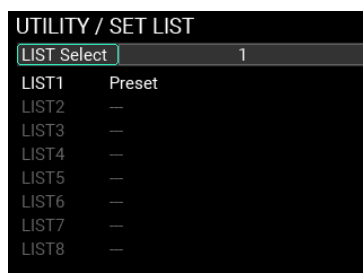 UTILITY / SET LIST
LIST Select 1
LIST1 Preset
LIST2 ---
LIST3 ---
LIST4 ---
LIST5 ---
LIST6 ---
LIST7 ---
LIST8 ---